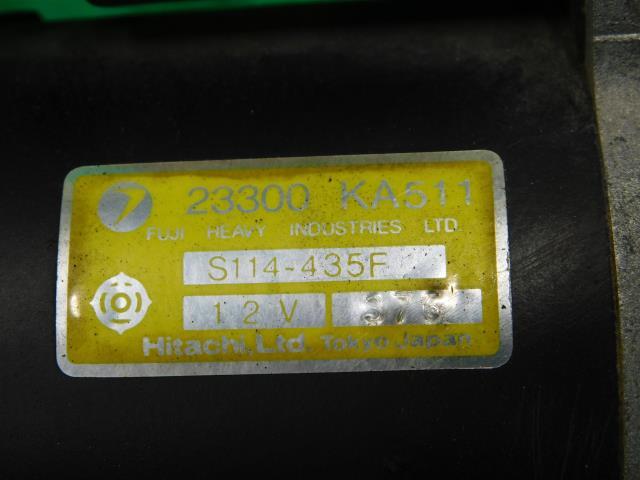 23300 KA511
FUJI HEAVY INDUSTRIES LTD.
S114-435F
12V
Hitachi, Ltd. Tokyo Japan